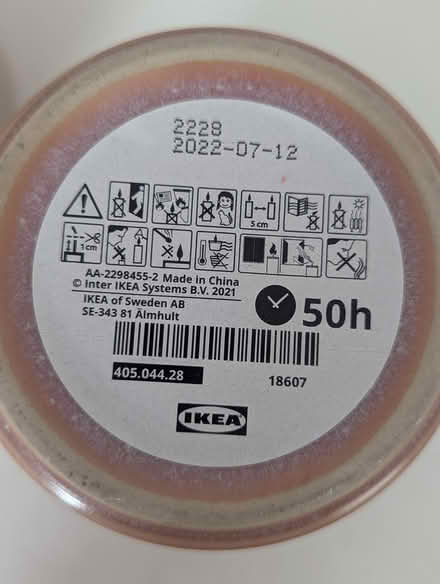 2228
2022-07-12
5 cm
1 cm
AA-2298455-2 Made in China
© Inter IKEA Systems B.V. 2021
IKEA of Sweden AB
SE-343 81 Älmhult
50h
405.044.28
18607
IKEA